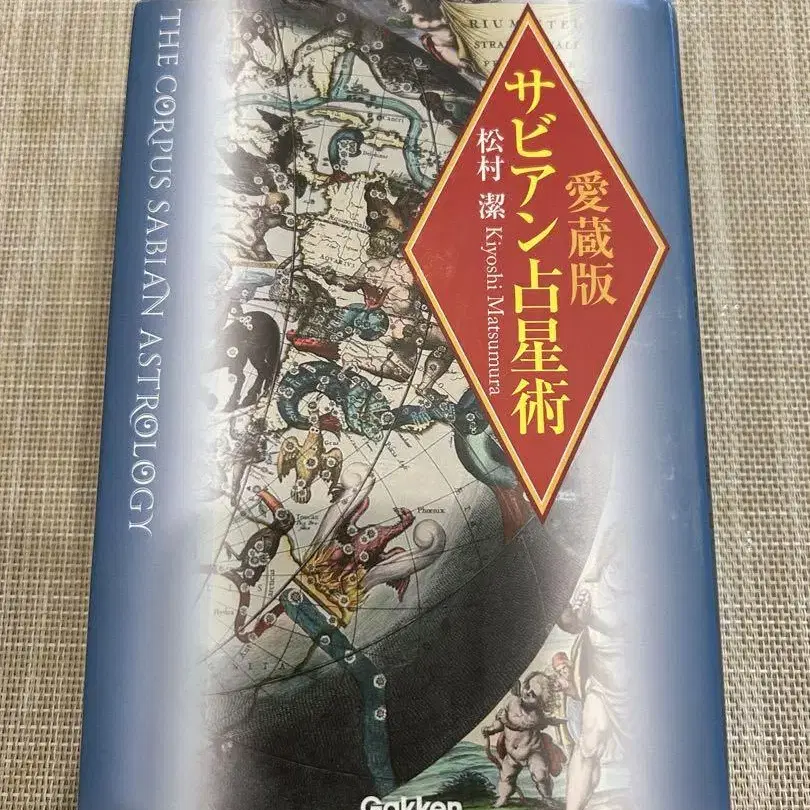 THE CORPUS SABIAN ASTROLOGY
愛蔵版
サビアン占星術
松村 潔
Kiyoshi Matsumura
Phœnix
Gakken